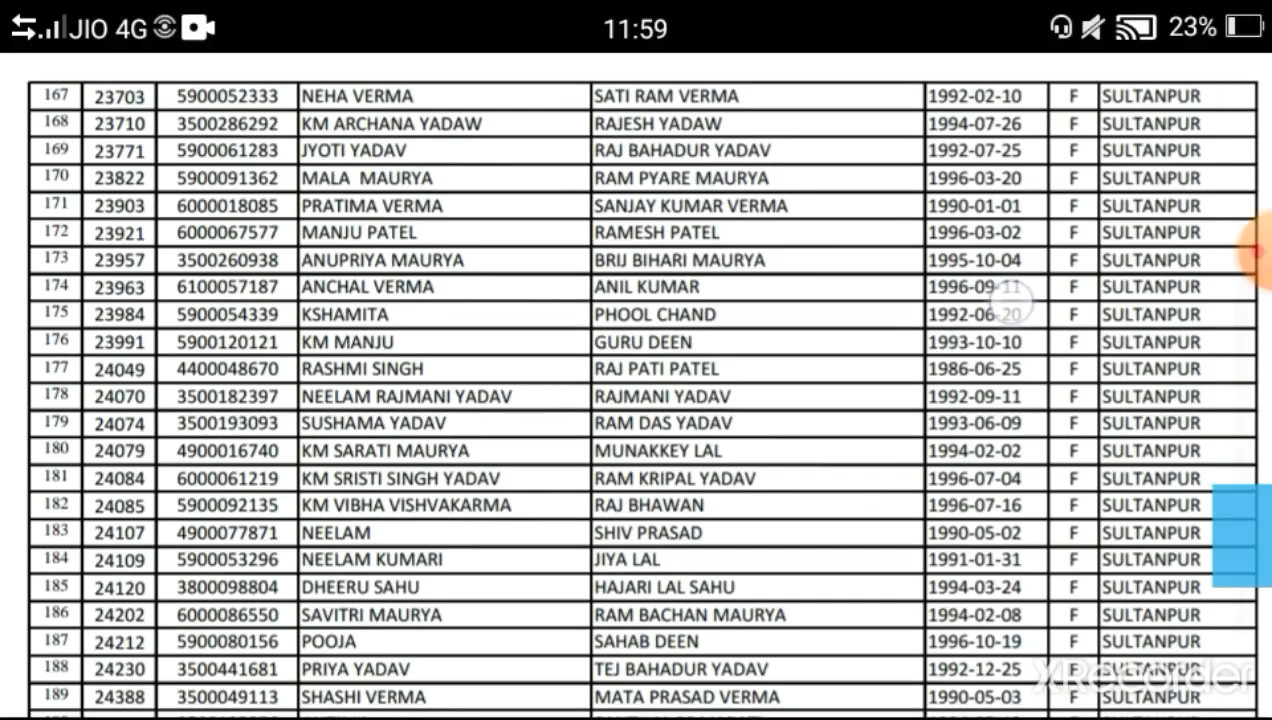 JIO 4G 11:59 23%
167 23703 5900052333 NEHA VERMA SATI RAM VERMA 1992-02-10 F SULTANPUR
168 23710 3500286292 KM ARCHANA YADAW RAJESH YADAW 1994-07-26 F SULTANPUR
169 23771 5900061283 JYOTI YADAV RAJ BAHADUR YADAV 1992-07-25 F SULTANPUR
170 23822 5900091362 MALA MAURYA RAM PYARE MAURYA 1996-03-20 F SULTANPUR
171 23903 6000018085 PRATIMA VERMA SANJAY KUMAR VERMA 1990-01-01 F SULTANPUR
172 23921 6000067577 MANJU PATEL RAMESH PATEL 1996-03-02 F SULTANPUR
173 23957 3500260938 ANUPRIYA MAURYA BRIJ BIHARI MAURYA 1995-10-04 F SULTANPUR
174 23963 6100057187 ANCHAL VERMA ANIL KUMAR 1996-09-11 F SULTANPUR
175 23984 5900054339 KSHAMITA PHOOL CHAND 1992-06-20 F SULTANPUR
176 23991 5900120121 KM MANJU GURU DEEN 1993-10-10 F SULTANPUR
177 24049 4400048670 RASHMI SINGH RAJ PATI PATEL 1986-06-25 F SULTANPUR
178 24070 3500182397 NEELAM RAJMANI YADAV RAJMANI YADAV 1992-09-11 F SULTANPUR
179 24074 3500193093 SUSHAMA YADAV RAM DAS YADAV 1993-06-09 F SULTANPUR
180 24079 4900016740 KM SARATI MAURYA MUNAKKEY LAL 1994-02-02 F SULTANPUR
181 24084 6000061219 KM SRISTI SINGH YADAV RAM KRIPAL YADAV 1996-07-04 F SULTANPUR
182 24085 5900092135 KM VIBHA VISHVAKARMA RAJ BHAWAN 1996-07-16 F SULTANPUR
183 24107 4900077871 NEELAM SHIV PRASAD 1990-05-02 F SULTANPUR
184 24109 5900053296 NEELAM KUMARI JIYA LAL 1991-01-31 F SULTANPUR
185 24120 3800098804 DHEERU SAHU HAJARI LAL SAHU 1994-03-24 F SULTANPUR
186 24202 6000086550 SAVITRI MAURYA RAM BACHAN MAURYA 1994-02-08 F SULTANPUR
187 24212 5900080156 POOJA SAHAB DEEN 1996-10-19 F SULTANPUR
188 24230 3500441681 PRIYA YADAV TEJ BAHADUR YADAV 1992-12-25 F SULTANPUR
XRecorder
189 24388 3500049113 SHASHI VERMA MATA PRASAD VERMA 1990-05-03 F SULTANPUR